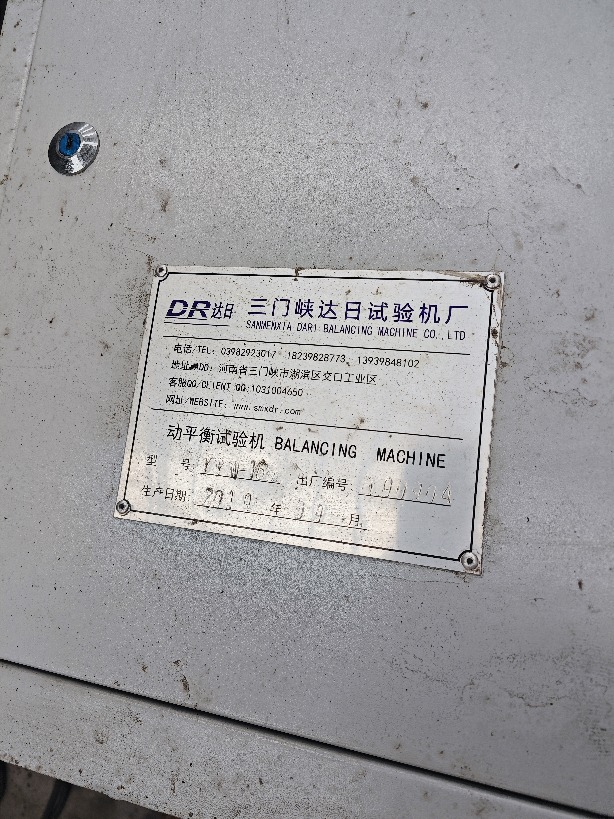 DR达日 三门峡达日试验机厂
SANMENXIA DARI BALANCING MACHINE CO.,LTD
电话/TEL: 03982923017 18239828773 13939848102
地址/ADD: 河南省三门峡市湖滨区交口工业区
客服QQ/CLIENT QQ:1031004650
网址/WEBSITE: www.smxdr.com
动平衡试验机 BALANCING MACHINE
型 号
出厂编号:
生产日期: 年 月